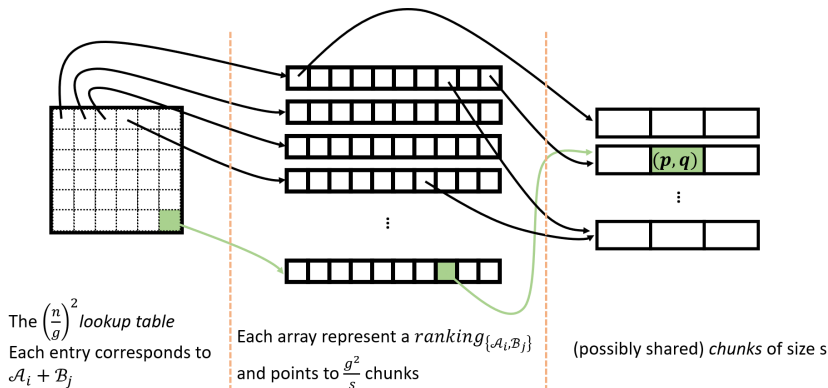 (p, q)
⋮
⋮
The (n/g)² lookup table
Each entry corresponds to
𝒜ᵢ + ℬⱼ
Each array represent a ranking_{𝒜ᵢ,ℬⱼ}
and points to g²/s chunks
(possibly shared) chunks of size s